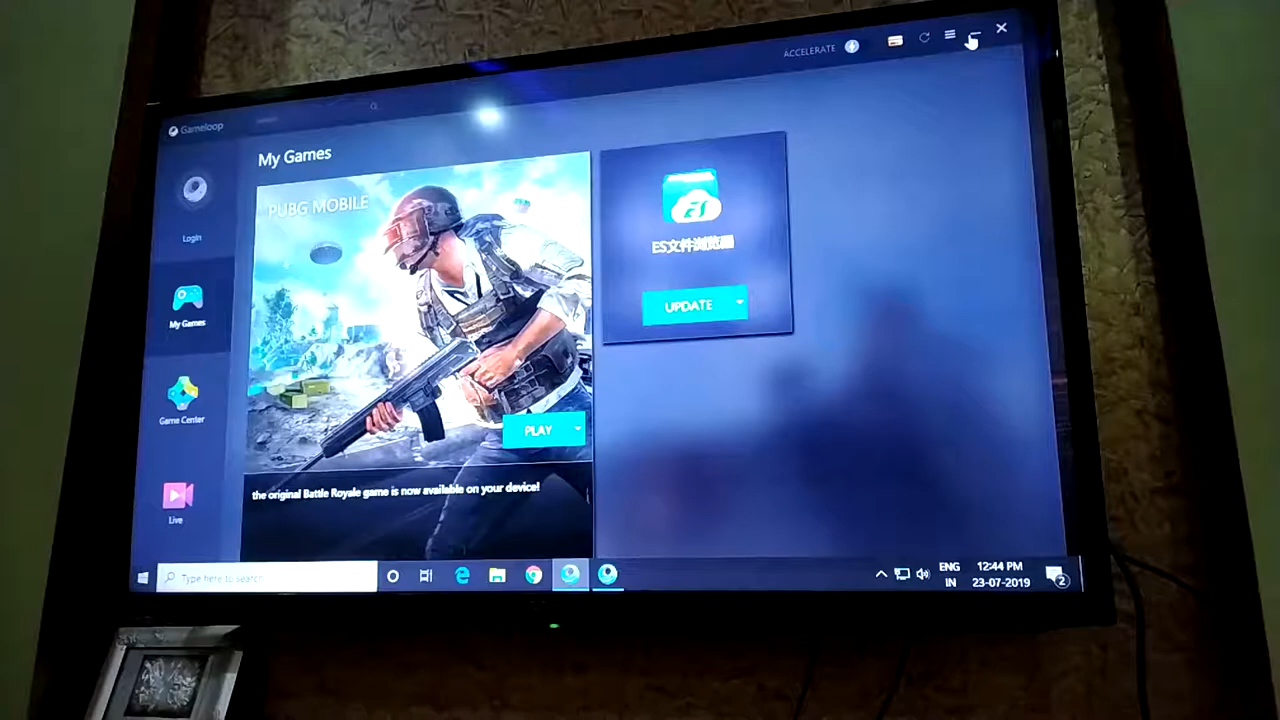 ACCELERATE
Gameloop
My Games
PUBG MOBILE
Login
ES文件浏览器
UPDATE
My Games
Game Center
PLAY
the original Battle Royale game is now available on your device!
Live
Type here to search
ENG
IN
12:44 PM
23-07-2019
2